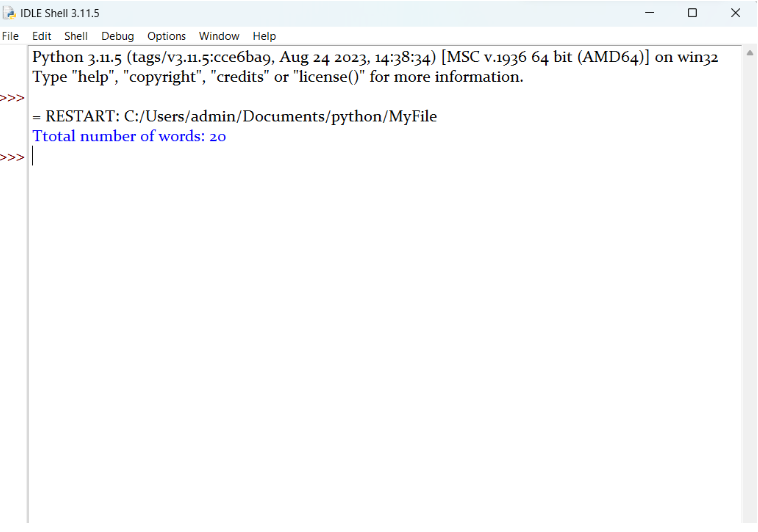 IDLE Shell 3.11.5
File Edit Shell Debug Options Window Help
Python 3.11.5 (tags/v3.11.5:cce6ba9, Aug 24 2023, 14:38:34) [MSC v.1936 64 bit (AMD64)] on win32
Type "help", "copyright", "credits" or "license()" for more information.
>>>
= RESTART: C:/Users/admin/Documents/python/MyFile
Ttotal number of words: 20
>>>